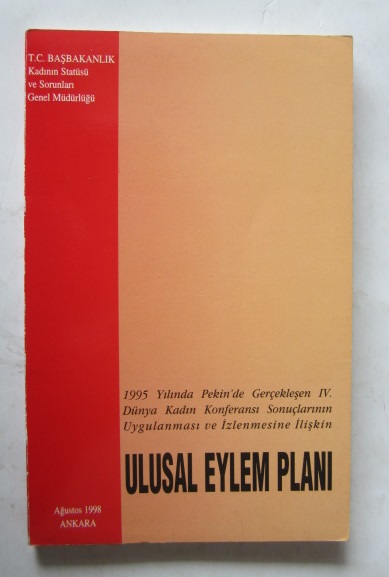 T.C. BAŞBAKANLIK
Kadının Statüsü
ve Sorunları
Genel Müdürlüğü
1995 Yılında Pekin'de Gerçekleşen IV.
Dünya Kadın Konferansı Sonuçlarının
Uygulanması ve İzlenmesine İlişkin
ULUSAL EYLEM PLANI
Ağustos 1998
ANKARA